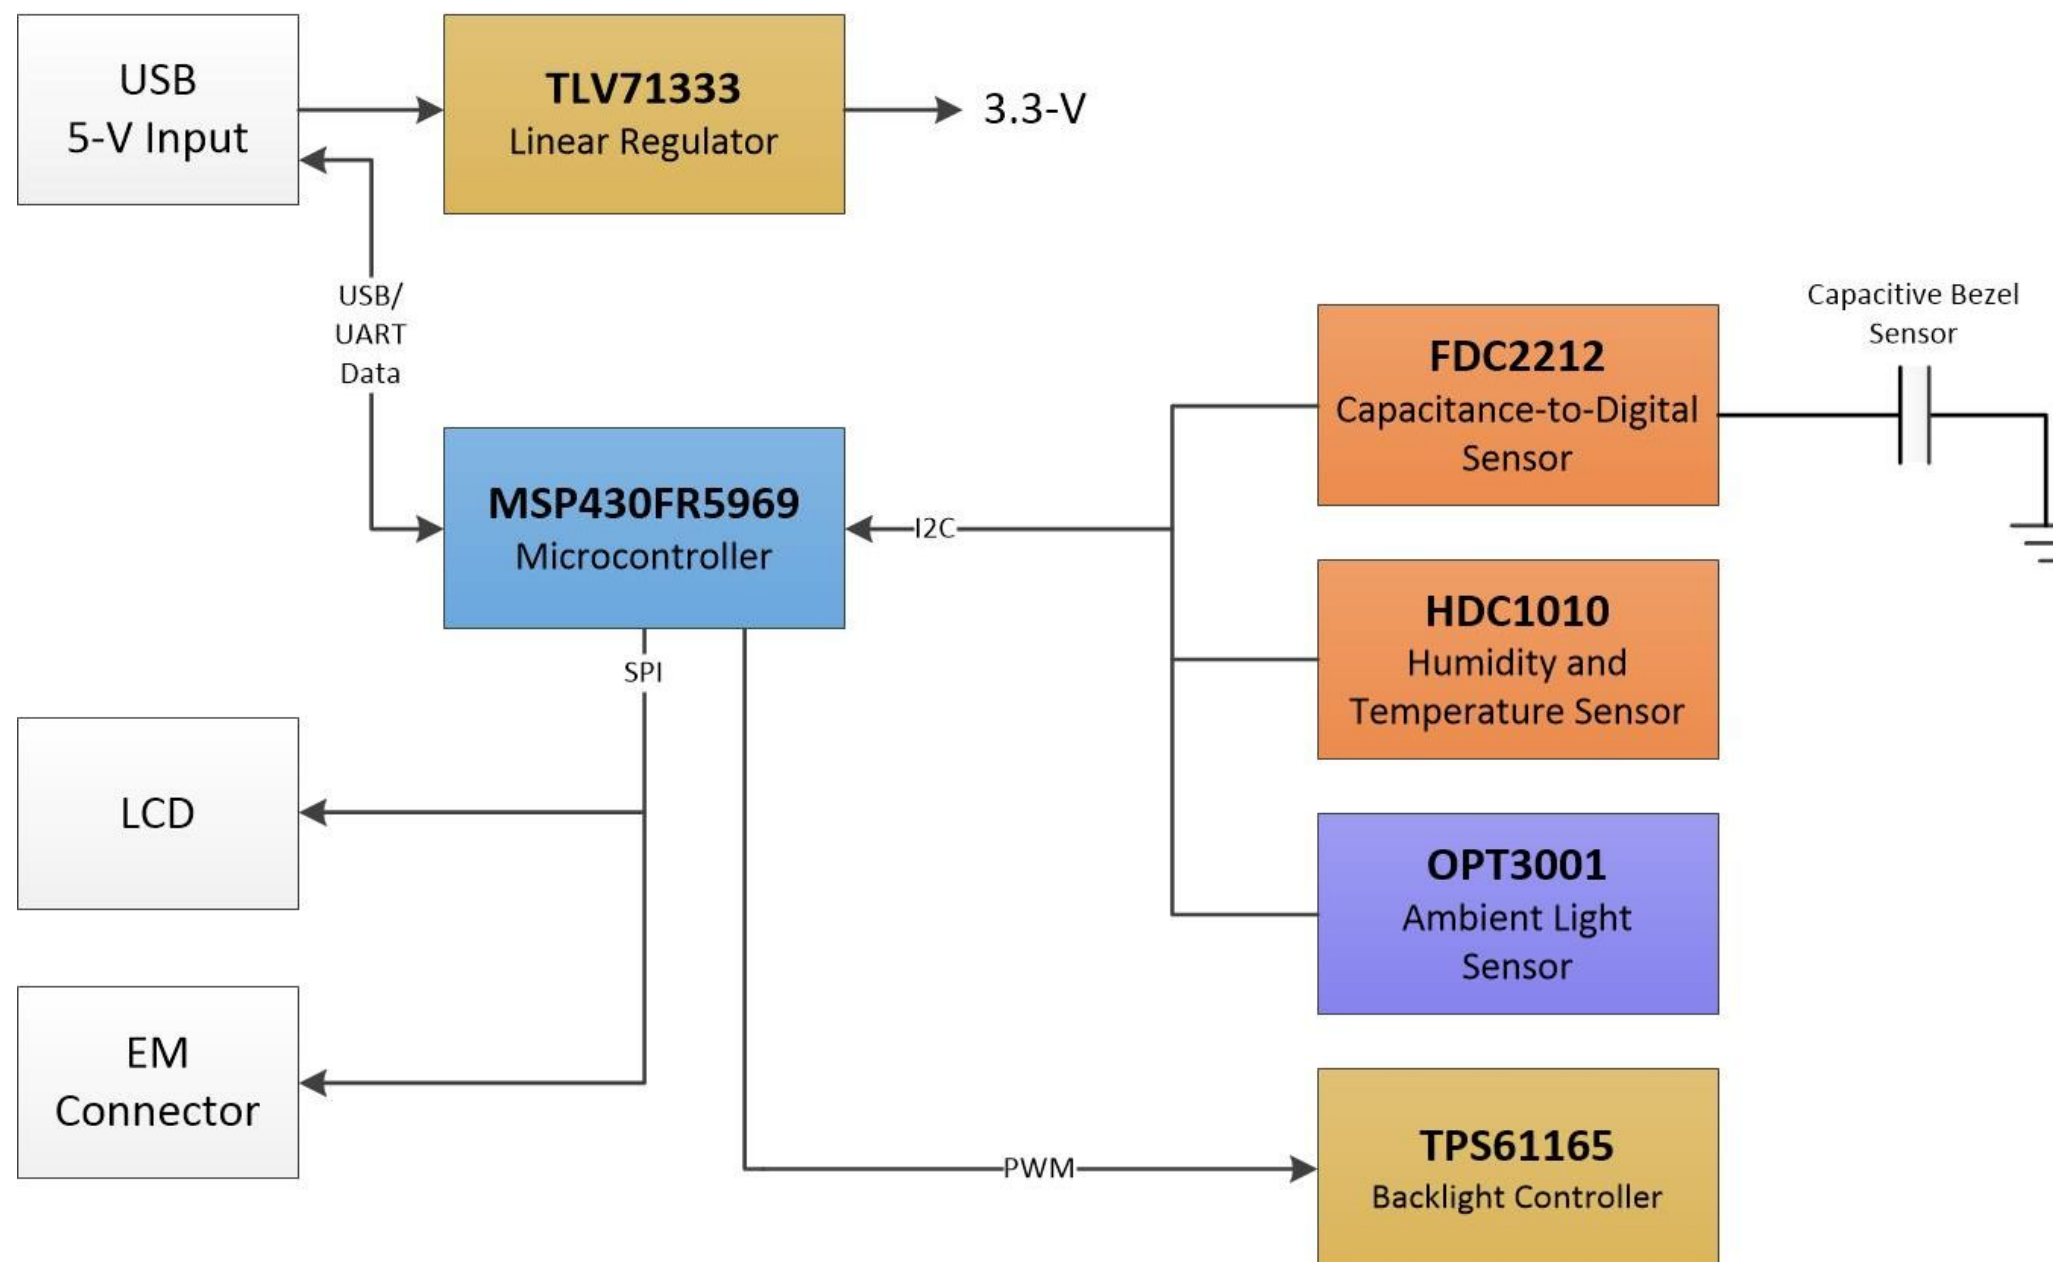 USB
5-V Input
TLV71333
Linear Regulator
3.3-V
USB/
UART
Data
Capacitive Bezel
Sensor
FDC2212
Capacitance-to-Digital
Sensor
MSP430FR5969
Microcontroller
I2C
HDC1010
Humidity and
Temperature Sensor
SPI
LCD
OPT3001
Ambient Light
Sensor
EM
Connector
PWM
TPS61165
Backlight Controller